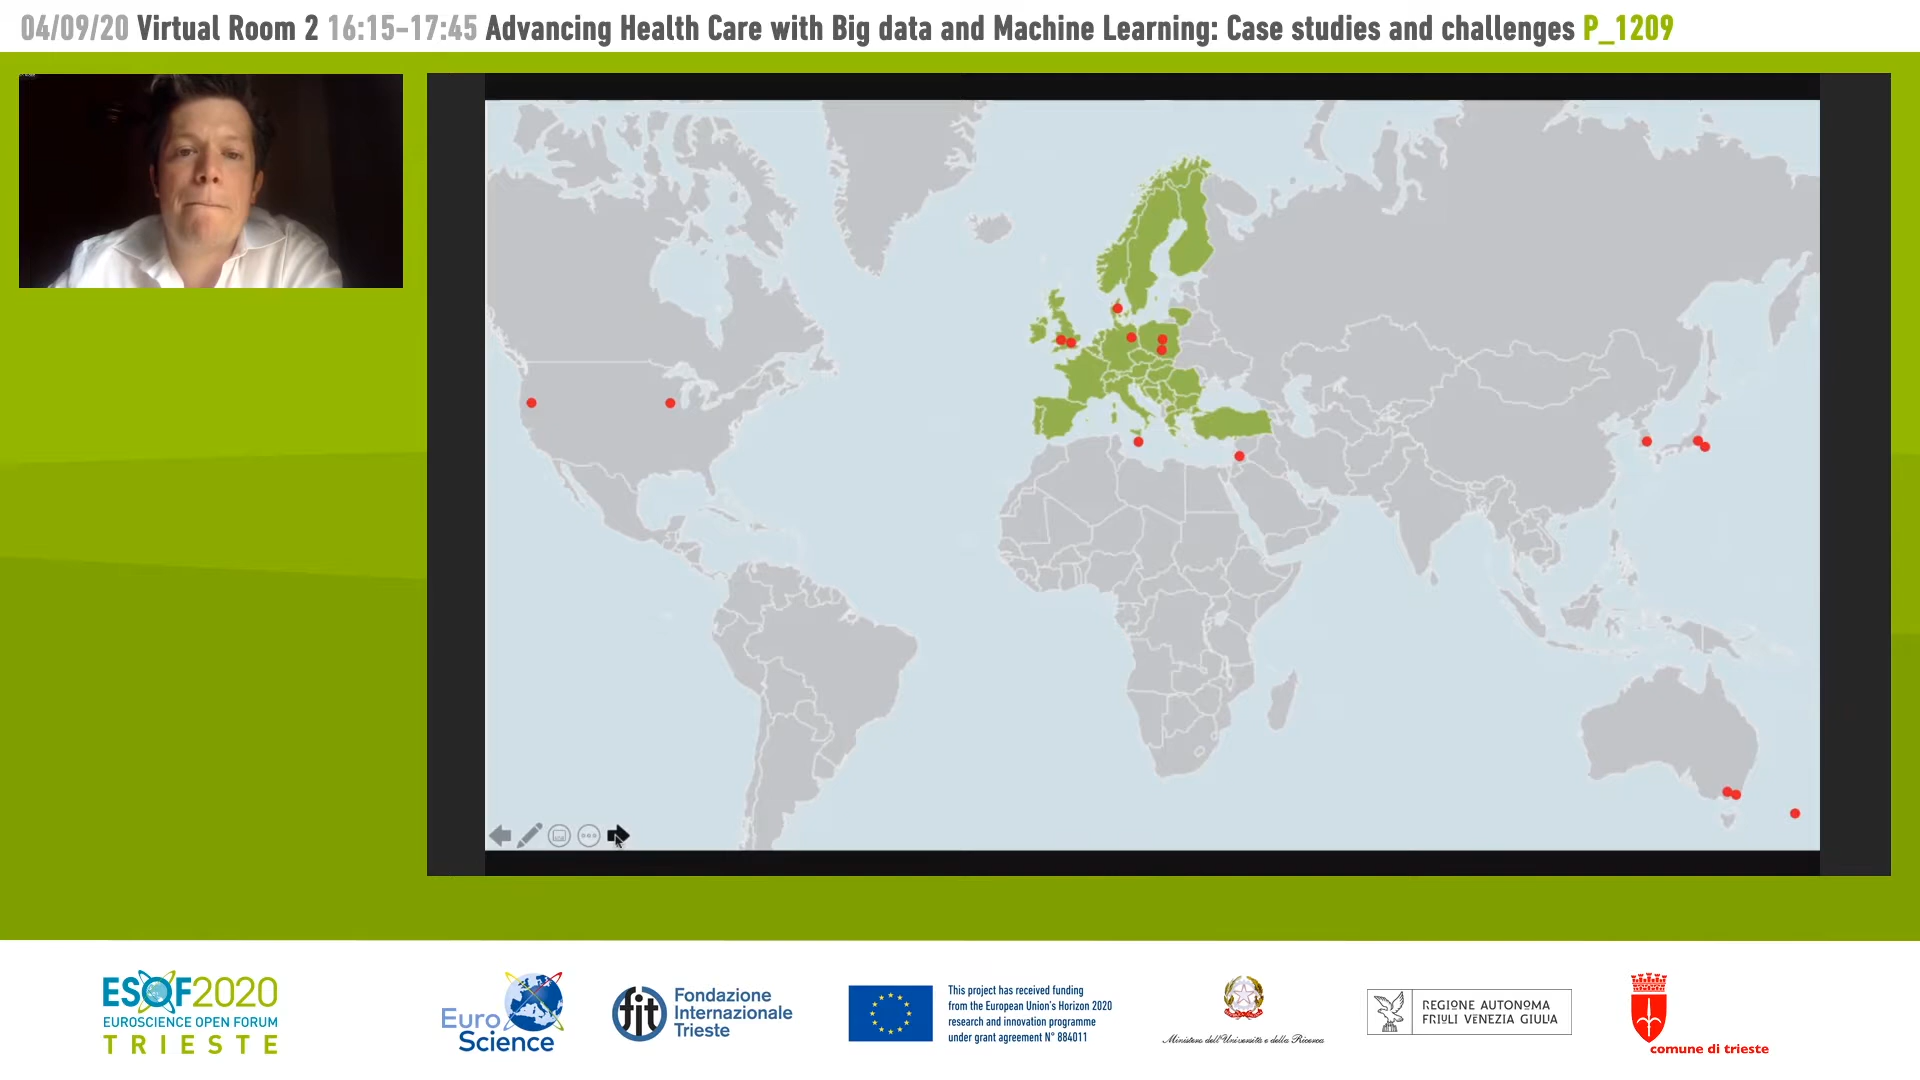 04/09/20 Virtual Room 2 16:15-17:45 Advancing Health Care with Big data and Machine Learning: Case studies and challenges P_1209
ESOF2020
EUROSCIENCE OPEN FORUM
TRIESTE
Euro
Science
fit
Fondazione
Internazionale
Trieste
This project has received funding
from the European Union's Horizon 2020
research and innovation programme
under grant agreement N° 884011
Ministero dell'Università e della Ricerca
REGIONE AUTONOMA
FRIULI VENEZIA GIULIA
comune di trieste